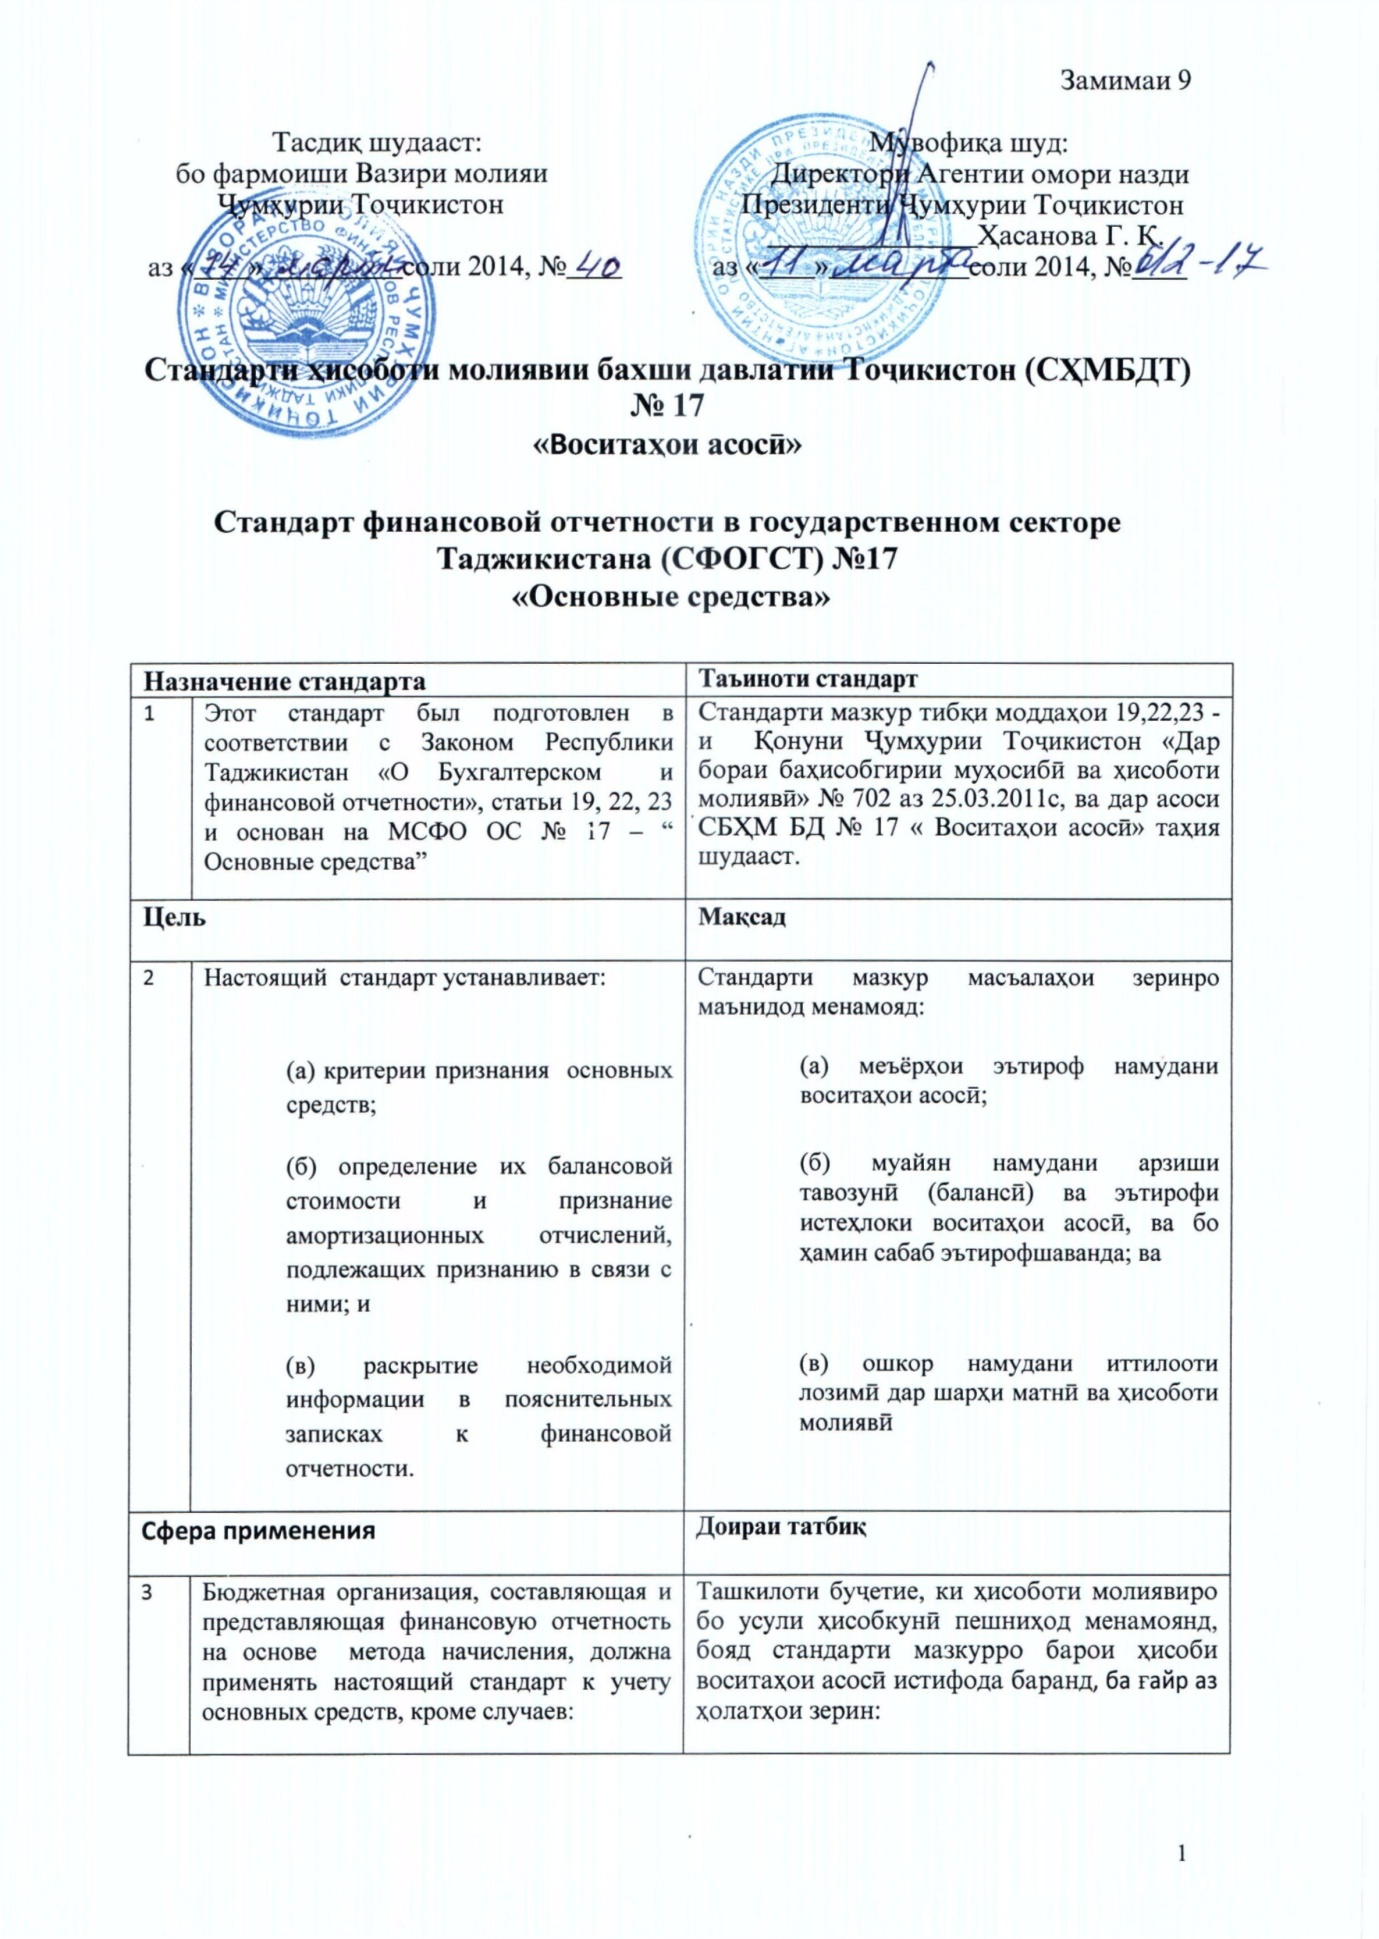 Замимаи 9
Тасдиқ шудааст:
бо фармоиши Вазири молияи
Ҷумҳурии Тоҷикистон
аз «14» марта соли 2014, № 40
Мувофиқа шуд:
Директори Агентии омори назди
Президенти Ҷумҳурии Тоҷикистон
Ҳасанова Г. Қ.
аз «11» марта соли 2014, № 6/2-17
Стандарти ҳисоботи молиявии бахши давлатии Тоҷикистон (СҲМБДТ)
№ 17
«Воситаҳои асосӣ»
Стандарт финансовой отчетности в государственном секторе
Таджикистана (СФОГСТ) №17
«Основные средства»
Назначение стандарта
Таъиноти стандарт
1
Этот стандарт был подготовлен в
соответствии с Законом Республики
Таджикистан «О Бухгалтерском и
финансовой отчетности», статьи 19, 22, 23
и основан на МСФО ОС № 17 – “
Основные средства”
Стандарти мазкур тибқи моддаҳои 19,22,23 -
и Қонуни Ҷумҳурии Тоҷикистон «Дар
бораи баҳисобгирии муҳосибӣ ва ҳисоботи
молиявӣ» № 702 аз 25.03.2011с, ва дар асоси
СБҲМ БД № 17 « Воситаҳои асосӣ» таҳия
шудааст.
Цель
Мақсад
2
Настоящий стандарт устанавливает:
(а) критерии признания основных
средств;
(б) определение их балансовой
стоимости и признание
амортизационных отчислений,
подлежащих признанию в связи с
ними; и
(в) раскрытие необходимой
информации в пояснительных
записках к финансовой
отчетности.
Стандарти мазкур масъалаҳои зеринро
маънидод менамояд:
(а) меъёрҳои эътироф намудани
воситаҳои асосӣ;
(б) муайян намудани арзиши
тавозунӣ (балансӣ) ва эътирофи
истеҳлоки воситаҳои асосӣ, ва бо
ҳамин сабаб эътирофшаванда; ва
(в) ошкор намудани иттилооти
лозимӣ дар шарҳи матнӣ ва ҳисоботи
молиявӣ
Сфера применения
Доираи татбиқ
3
Бюджетная организация, составляющая и
представляющая финансовую отчетность
на основе метода начисления, должна
применять настоящий стандарт к учету
основных средств, кроме случаев:
Ташкилоти буҷетие, ки ҳисоботи молиявиро
бо усули ҳисобкунӣ пешниҳод менамоянд,
бояд стандарти мазкурро барои ҳисоби
воситаҳои асосӣ истифода баранд, ба ғайр аз
ҳолатҳои зерин:
1